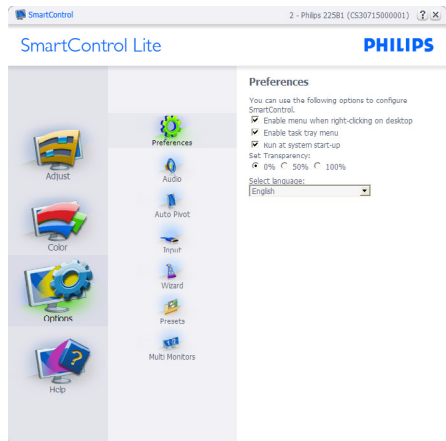 SmartControl
2 - Philips 225B1 (CS30715000001)
? ×
SmartControl Lite
PHILIPS
Adjust
Color
Options
Help
Preferences
Audio
Auto Pivot
Input
Wizard
Presets
Multi Monitors
Preferences
You can use the following options to configure
SmartControl.
Enable menu when right-clicking on desktop
Enable task tray menu
Run at system start-up
Set Transparency:
0% 50% 100%
Select language:
English